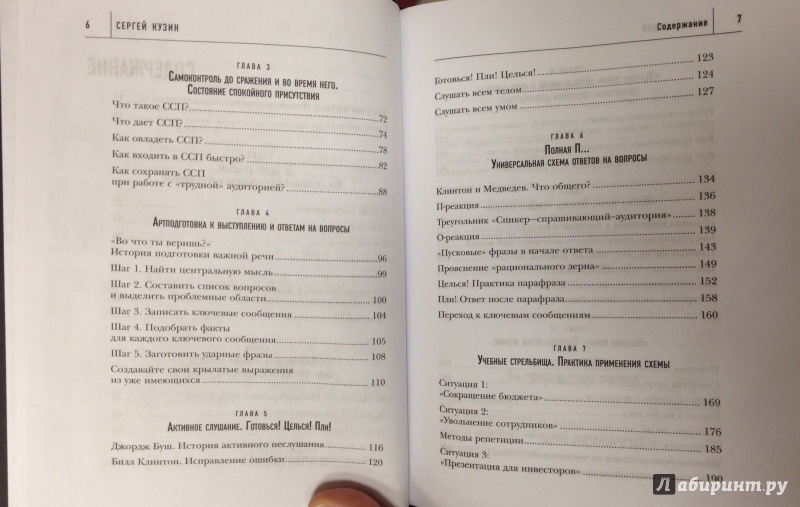 6
СЕРГЕЙ КУЗИН
ГЛАВА 3
САМОКОНТРОЛЬ ДО СРАЖЕНИЯ И ВО ВРЕМЯ НЕГО.
СОСТОЯНИЕ СПОКОЙНОГО ПРИСУТСТВИЯ
Что такое ССП? 72
Что дает ССП? 74
Как овладеть ССП? 78
Как входить в ССП быстро? 82
Как сохранять ССП
при работе с «трудной» аудиторией? 88
ГЛАВА 4
АРТПОДГОТОВКА К ВЫСТУПЛЕНИЮ И ОТВЕТАМ НА ВОПРОСЫ
«Во что ты веришь?»
История подготовки важной речи 96
Шаг 1. Найти центральную мысль 99
Шаг 2. Составить список вопросов
и выделить проблемные области 100
Шаг 3. Записать ключевые сообщения 104
Шаг 4. Подобрать факты
для каждого ключевого сообщения 105
Шаг 5. Заготовить ударные фразы 108
Создавайте свои крылатые выражения
из уже имеющихся 110
ГЛАВА 5
АКТИВНОЕ СЛУШАНИЕ. ГОТОВЬСЯ! ЦЕЛЬСЯ! ПЛИ!
Джордж Буш. История активного неслушания 116
Билл Клинтон. Исправление ошибки 120
Содержание
7
Готовься! Пли! Целься! 123
Слушать всем телом 124
Слушать всем умом 127
ГЛАВА 6
ПОЛНАЯ П...
УНИВЕРСАЛЬНАЯ СХЕМА ОТВЕТОВ НА ВОПРОСЫ
Клинтон и Медведев. Что общего? 134
П-реакция 136
Треугольник «Спикер—спрашивающий—аудитория» 138
О-реакция 139
«Пусковые» фразы в начале ответа 143
Прояснение «рационального зерна» 149
Целься! Практика парафраза 152
Пли! Ответ после парафраза 158
Переход к ключевым сообщениям 160
ГЛАВА 7
УЧЕБНЫЕ СТРЕЛЬБИЩА. ПРАКТИКА ПРИМЕНЕНИЯ СХЕМЫ
Ситуация 1:
«Сокращение бюджета» 169
Ситуация 2:
«Увольнение сотрудников» 176
Методы репетиции 185
Ситуация 3:
«Презентация для инвесторов» 190
Лабиринт.ру